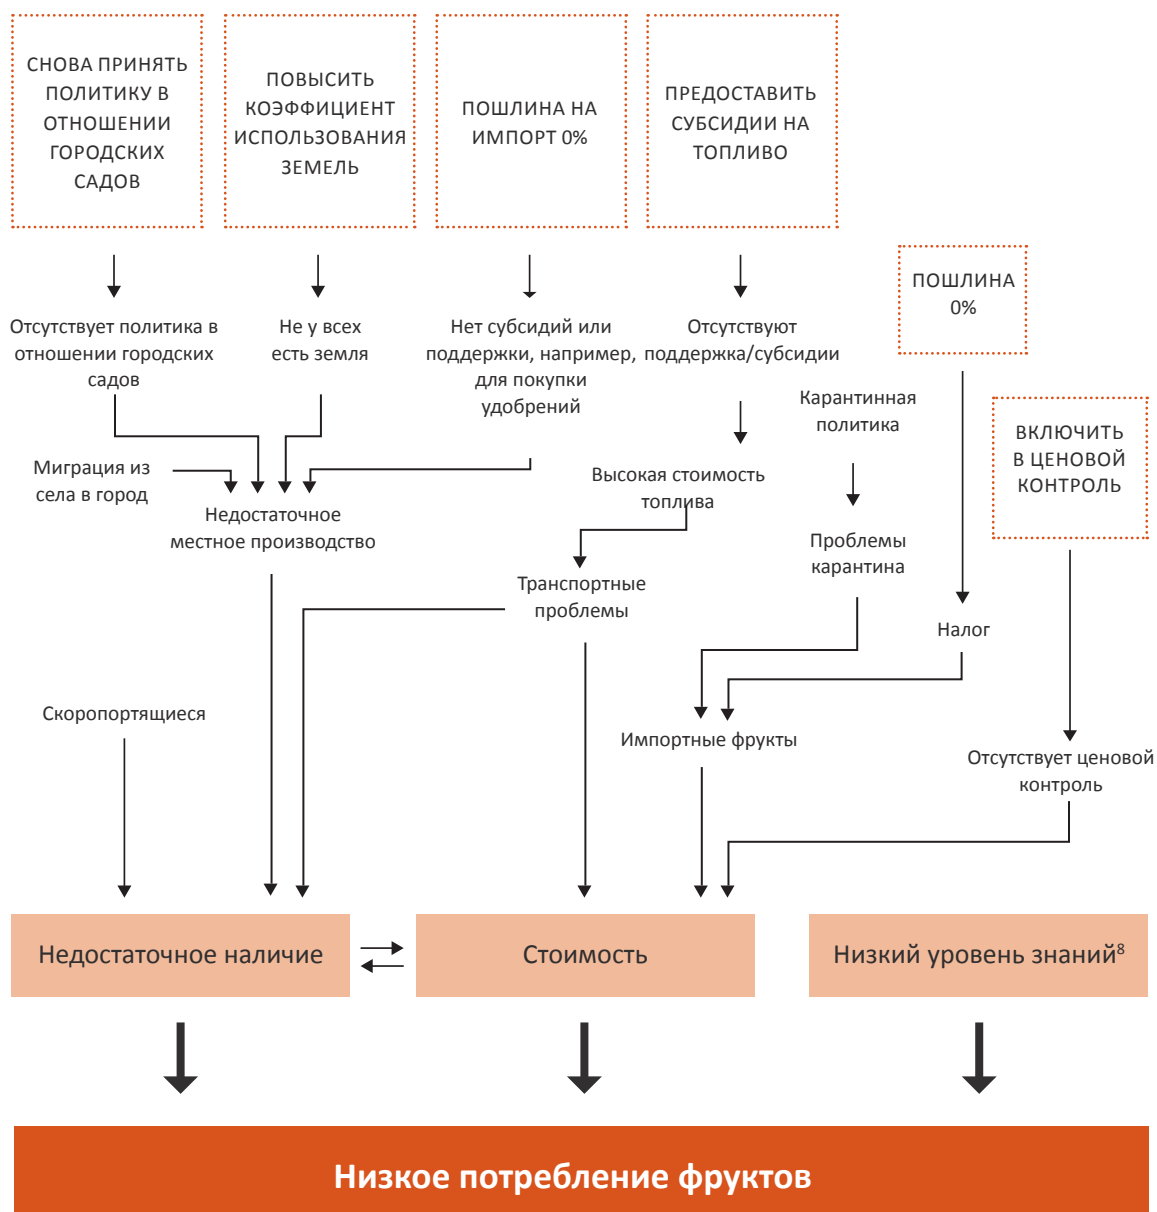 СНОВА ПРИНЯТЬ
ПОЛИТИКУ В
ОТНОШЕНИИ
ГОРОДСКИХ
САДОВ
ПОВЫСИТЬ
КОЭФФИЦИЕНТ
ИСПОЛЬЗОВАНИЯ
ЗЕМЕЛЬ
ПОШЛИНА НА
ИМПОРТ 0%
ПРЕДОСТАВИТЬ
СУБСИДИИ НА
ТОПЛИВО
ПОШЛИНА
0%
Отсутствует политика в
отношении городских
садов
Не у всех
есть земля
Нет субсидий или
поддержки, например,
для покупки
удобрений
Отсутствуют
поддержка/субсидии
Карантинная
политика
ВКЛЮЧИТЬ
В ЦЕНОВОЙ
КОНТРОЛЬ
Миграция из
села в город
Высокая стоимость
топлива
Недостаточное
местное производство
Проблемы
карантина
Транспортные
проблемы
Налог
Скоропортящиеся
Импортные фрукты
Отсутствует ценовой
контроль
Недостаточное наличие
Стоимость
Низкий уровень знаний⁸
Низкое потребление фруктов